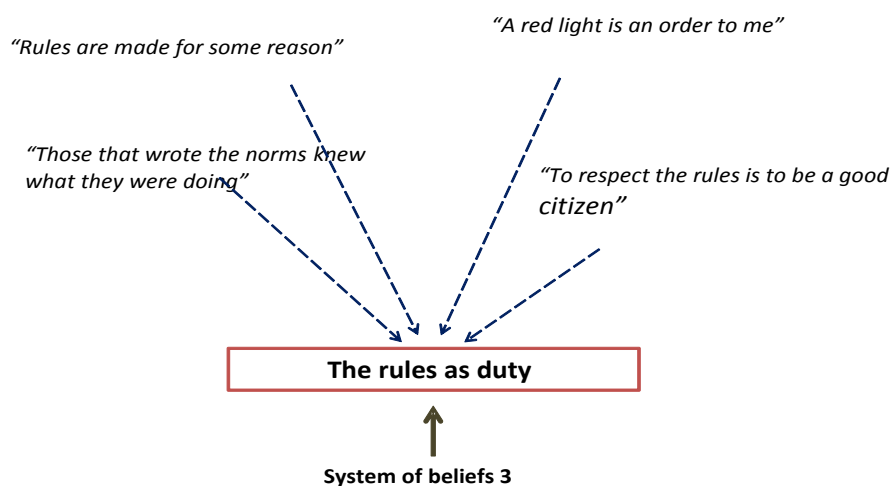 “A red light is an order to me”
“Rules are made for some reason”
“Those that wrote the norms knew
what they were doing”
“To respect the rules is to be a good
citizen”
The rules as duty
System of beliefs 3